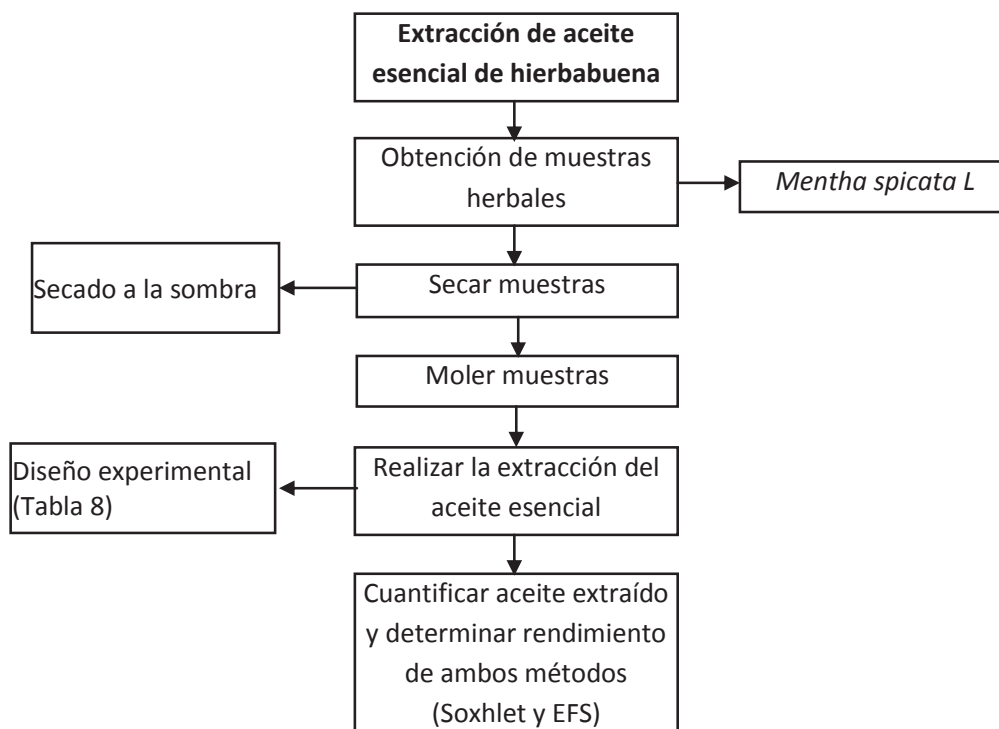 Extracción de aceite
esencial de hierbabuena
Obtención de muestras
herbales
Mentha spicata L
Secar muestras
Secado a la sombra
Moler muestras
Realizar la extracción del
aceite esencial
Diseño experimental
(Tabla 8)
Cuantificar aceite extraído
y determinar rendimiento
de ambos métodos
(Soxhlet y EFS)